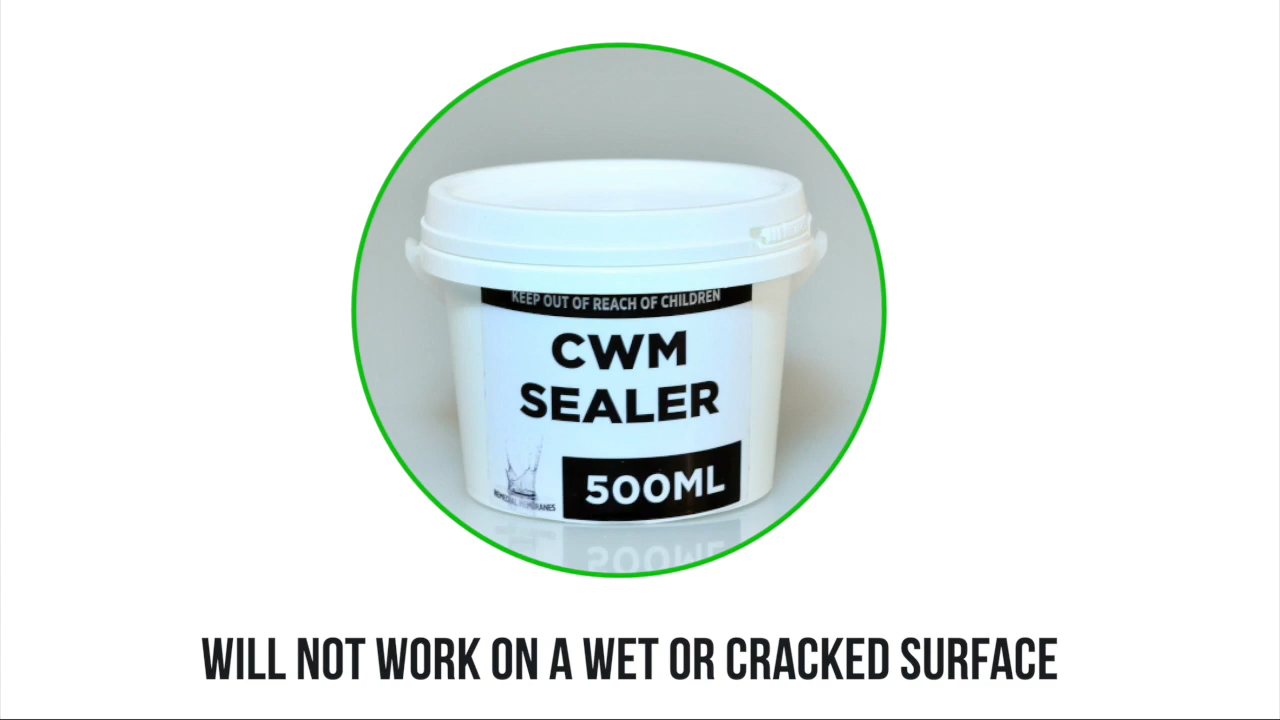 KEEP OUT OF REACH OF CHILDREN
CWM
SEALER
500ML
WILL NOT WORK ON A WET OR CRACKED SURFACE